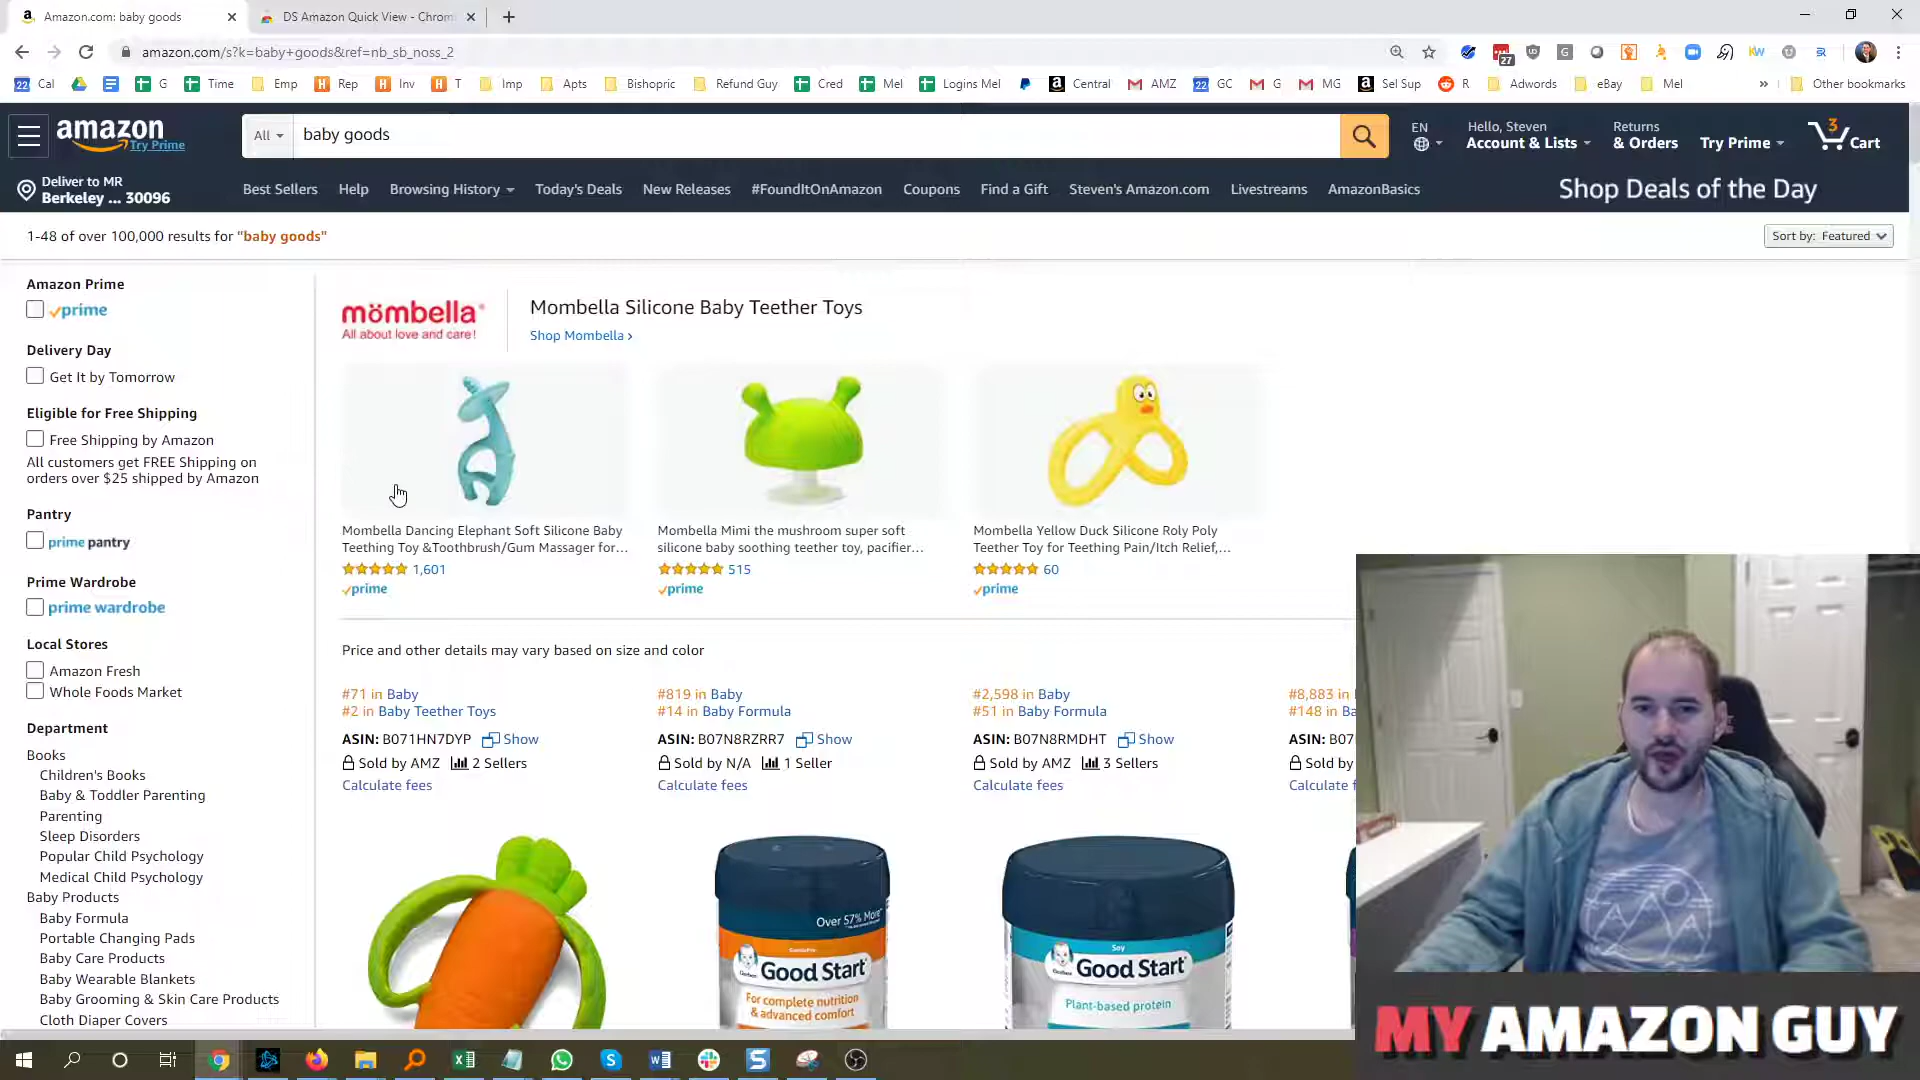 Amazon.com: baby goods
DS Amazon Quick View - Chrom
amazon.com/s?k=baby+goods&ref=nb_sb_noss_2
27
22 Cal
G
Time
Emp
Rep
Inv
T
Imp
Apts
Bishopric
Refund Guy
Cred
Mel
Logins Mel
Central
AMZ
22 GC
G
MG
Sel Sup
R
Adwords
eBay
Mel
»
Other bookmarks
amazon
Try Prime
All
baby goods
EN
Hello, Steven
Account & Lists
Returns
& Orders
Try Prime
3
Cart
Deliver to MR
Berkeley ... 30096
Best Sellers
Help
Browsing History
Today's Deals
New Releases
#FoundItOnAmazon
Coupons
Find a Gift
Steven's Amazon.com
Livestreams
AmazonBasics
Shop Deals of the Day
1-48 of over 100,000 results for "baby goods"
Sort by: Featured
Amazon Prime
prime
Delivery Day
Get It by Tomorrow
Eligible for Free Shipping
Free Shipping by Amazon
All customers get FREE Shipping on
orders over $25 shipped by Amazon
Pantry
prime pantry
Prime Wardrobe
prime wardrobe
Local Stores
Amazon Fresh
Whole Foods Market
Department
Books
Children's Books
Baby & Toddler Parenting
Parenting
Sleep Disorders
Popular Child Psychology
Medical Child Psychology
Baby Products
Baby Formula
Portable Changing Pads
Baby Care Products
Baby Wearable Blankets
Baby Grooming & Skin Care Products
Cloth Diaper Covers
mömbella
All about love and care!
Mombella Silicone Baby Teether Toys
Shop Mombella ›
Mombella Dancing Elephant Soft Silicone Baby
Teething Toy &Toothbrush/Gum Massager for...
1,601
prime
Mombella Mimi the mushroom super soft
silicone baby soothing teether toy, pacifier...
515
prime
Mombella Yellow Duck Silicone Roly Poly
Teether Toy for Teething Pain/Itch Relief,...
60
prime
Price and other details may vary based on size and color
#71 in Baby
#2 in Baby Teether Toys
ASIN: B071HN7DYP Show
Sold by AMZ 2 Sellers
Calculate fees
#819 in Baby
#14 in Baby Formula
ASIN: B07N8RZRR7 Show
Sold by N/A 1 Seller
Calculate fees
#2,598 in Baby
#51 in Baby Formula
ASIN: B07N8RMDHT Show
Sold by AMZ 3 Sellers
Calculate fees
#8,883 in
#148 in Ba
ASIN: B07
Sold by
Calculate f
Over 57% More
Gerber
Good Start
For complete nutrition
& advanced comfort
Soy
Gerber
Good Start
Plant-based protein
MY AMAZON GUY